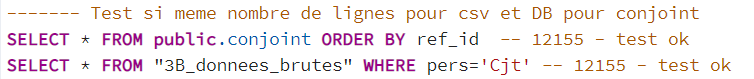 ------- Test si meme nombre de lignes pour csv et DB pour conjoint
SELECT * FROM public.conjoint ORDER BY ref_id  -- 12155 - test ok
SELECT * FROM "3B_donnees_brutes" WHERE pers='Cjt' -- 12155 - test ok